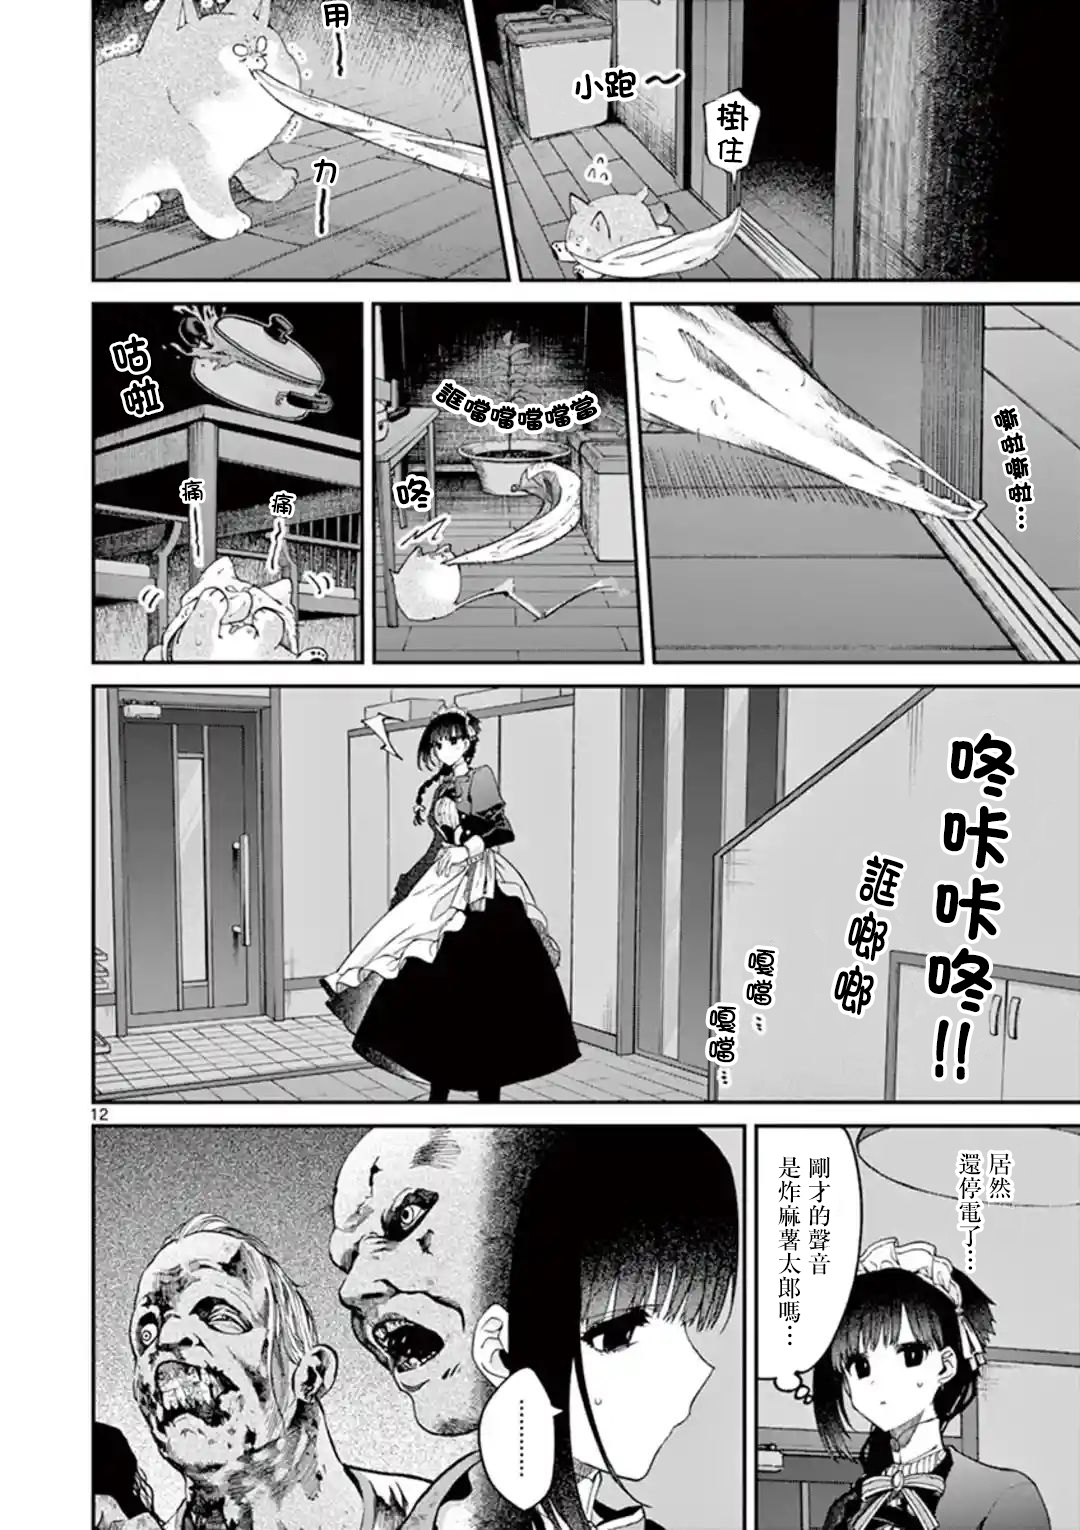 掛住
小跑～
用
力
嘶啦嘶啦…
誆噹噹噹噹當
咚
咕啦
痛
痛
咚咔咔咚!!
誆啷啷
嘎噹…
嘎噹…
12
居然
還停電了…
剛才的聲音
是炸麻薯太郎嗎…
…………